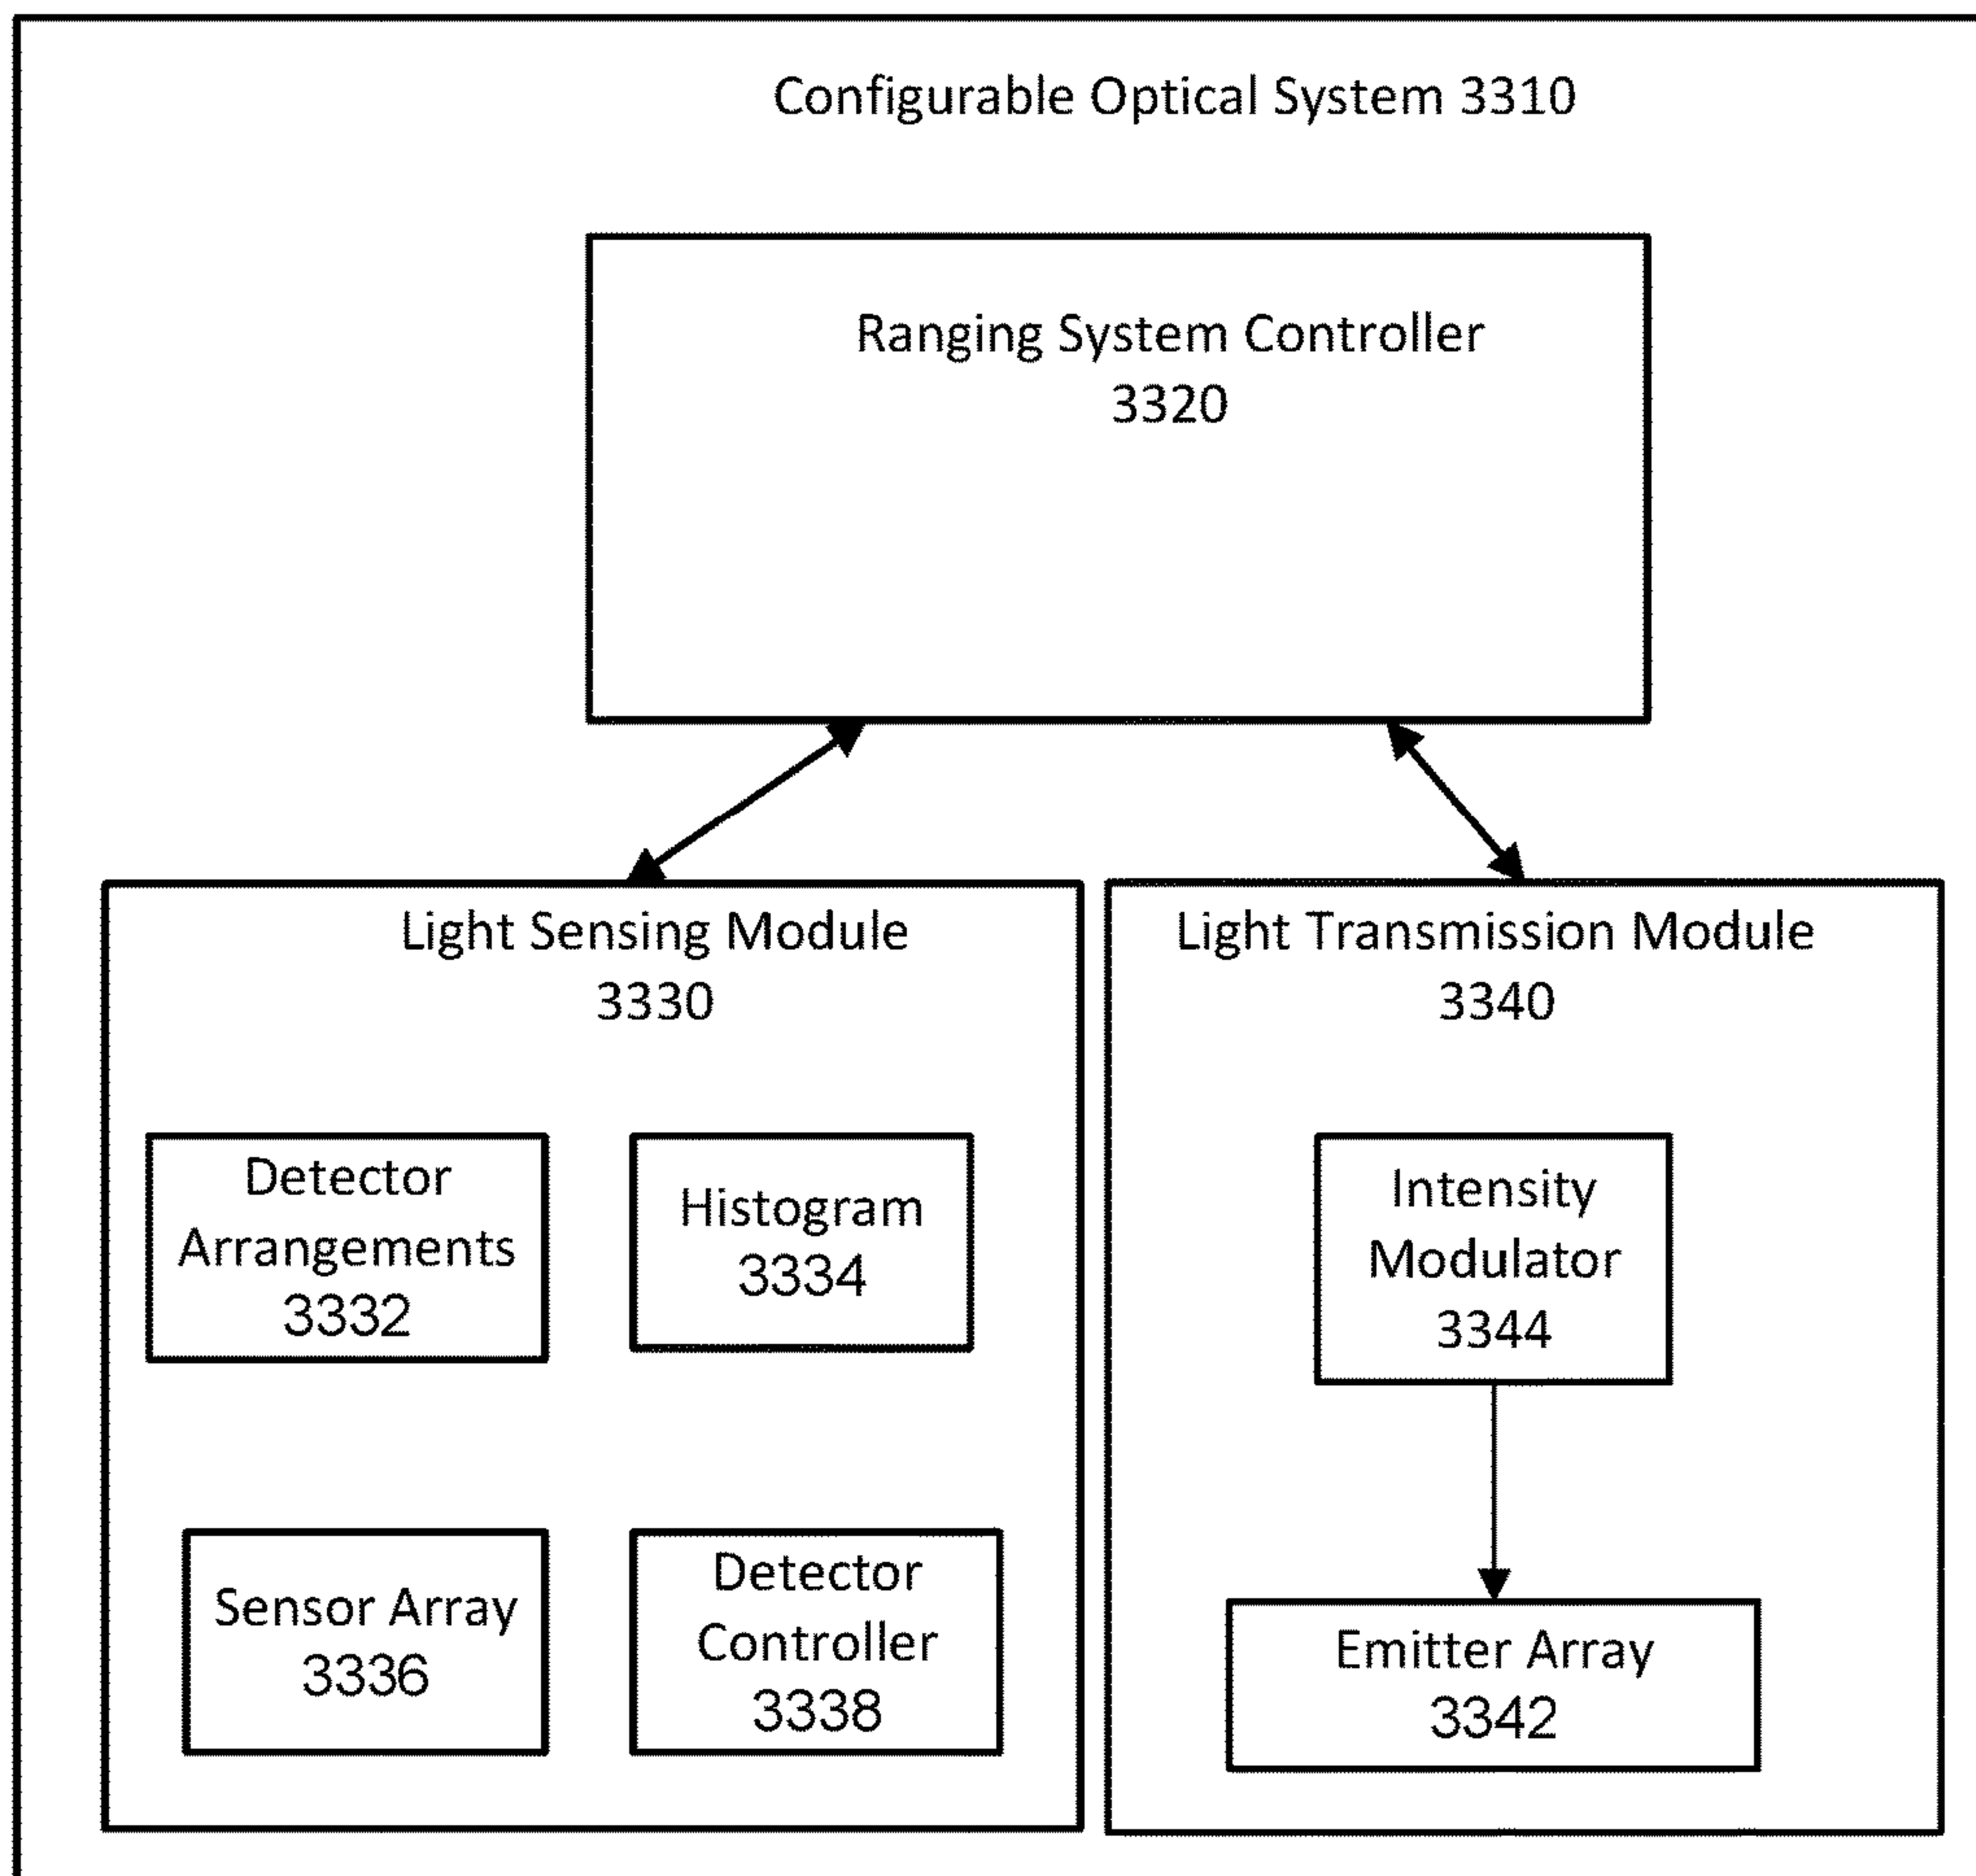 Configurable Optical System 3310
Ranging System Controller
3320
Light Sensing Module
3330
Detector
Arrangements
3332
Histogram
3334
Sensor Array
3336
Detector
Controller
3338
Light Transmission Module
3340
Intensity
Modulator
3344
Emitter Array
3342